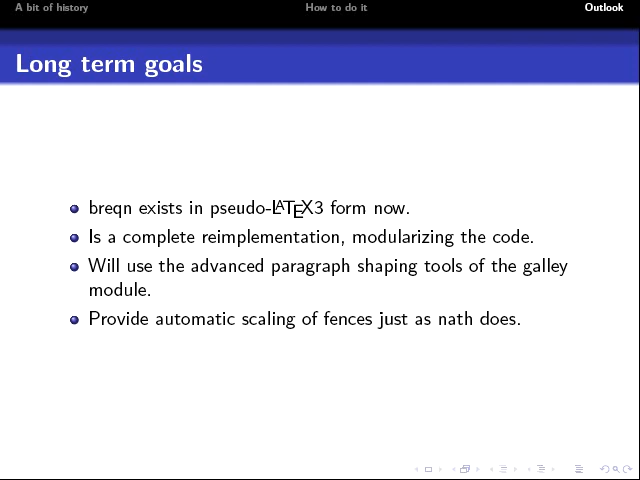 A bit of history How to do it Outlook
Long term goals
breqn exists in pseudo-LATEX3 form now.
Is a complete reimplementation, modularizing the code.
Will use the advanced paragraph shaping tools of the galley
module.
Provide automatic scaling of fences just as nath does.